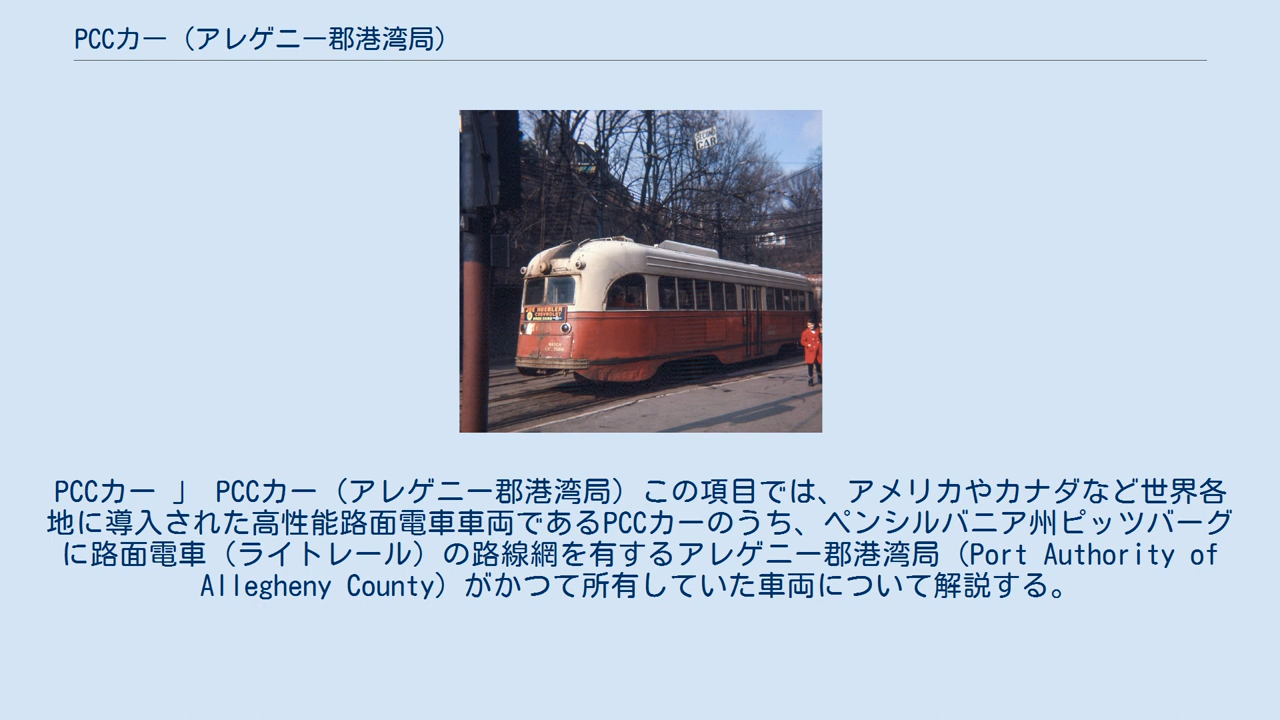 PCCカー（アレゲニー郡港湾局）
CAR
CHEVROLET
PCCカー 」 PCCカー（アレゲニー郡港湾局）この項目では、アメリカやカナダなど世界各
地に導入された高性能路面電車車両であるPCCカーのうち、ペンシルバニア州ピッツバーグ
に路面電車（ライトレール）の路線網を有するアレゲニー郡港湾局（Port Authority of
Allegheny County）がかつて所有していた車両について解説する。